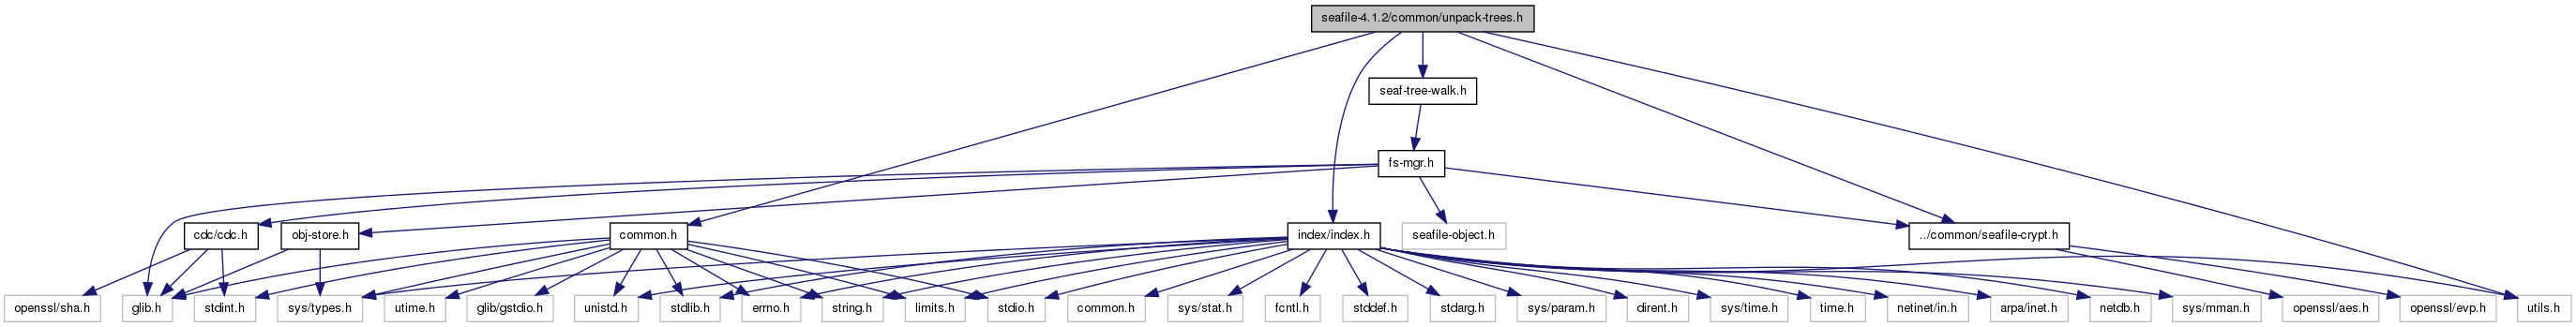 seafile-4.1.2/common/unpack-trees.h
seaf-tree-walk.h
fs-mgr.h
cdc/cdc.h
obj-store.h
common.h
index/index.h
seafile-object.h
../common/seafile-crypt.h
openssl/sha.h
glib.h
stdint.h
sys/types.h
utime.h
glib/gstdio.h
unistd.h
stdlib.h
errno.h
string.h
limits.h
stdio.h
common.h
sys/stat.h
fcntl.h
stddef.h
stdarg.h
sys/param.h
dirent.h
sys/time.h
time.h
netinet/in.h
arpa/inet.h
netdb.h
sys/mman.h
openssl/aes.h
openssl/evp.h
utils.h